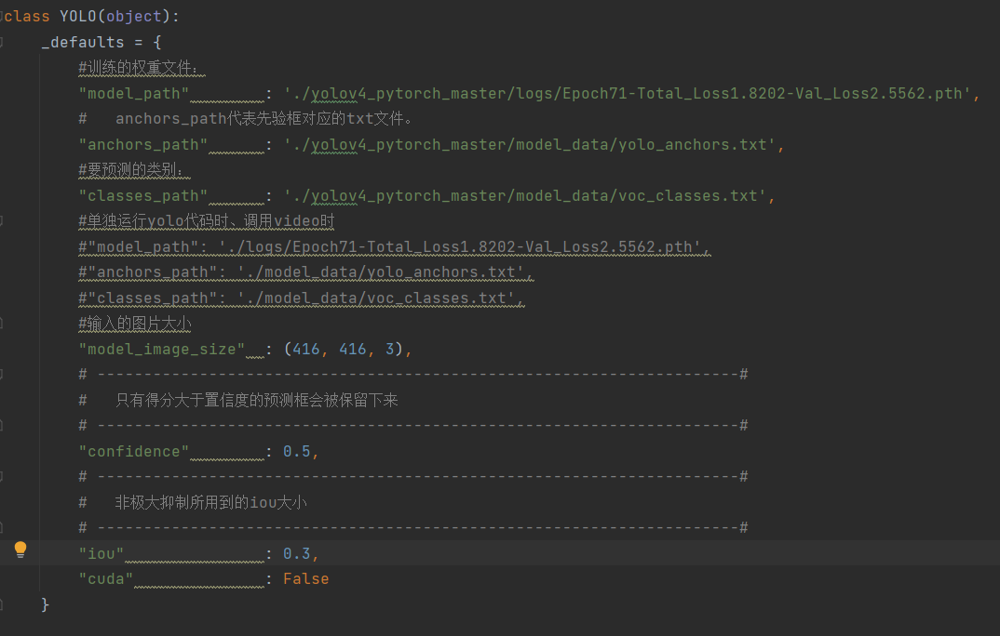 class YOLO(object):
    _defaults = {
        #训练的权重文件：
        "model_path"        : './yolov4_pytorch_master/logs/Epoch71-Total_Loss1.8202-Val_Loss2.5562.pth',
        #   anchors_path代表先验框对应的txt文件。
        "anchors_path"      : './yolov4_pytorch_master/model_data/yolo_anchors.txt',
        #要预测的类别：
        "classes_path"      : './yolov4_pytorch_master/model_data/voc_classes.txt',
        #单独运行yolo代码时、调用video时
        #"model_path": './logs/Epoch71-Total_Loss1.8202-Val_Loss2.5562.pth',
        #"anchors_path": './model_data/yolo_anchors.txt',
        #"classes_path": './model_data/voc_classes.txt',
        #输入的图片大小
        "model_image_size"  : (416, 416, 3),
        # ---------------------------------------------------------------------#
        #   只有得分大于置信度的预测框会被保留下来
        # ---------------------------------------------------------------------#
        "confidence"        : 0.5,
        # ---------------------------------------------------------------------#
        #   非极大抑制所用到的iou大小
        # ---------------------------------------------------------------------#
        "iou"               : 0.3,
        "cuda"              : False
    }